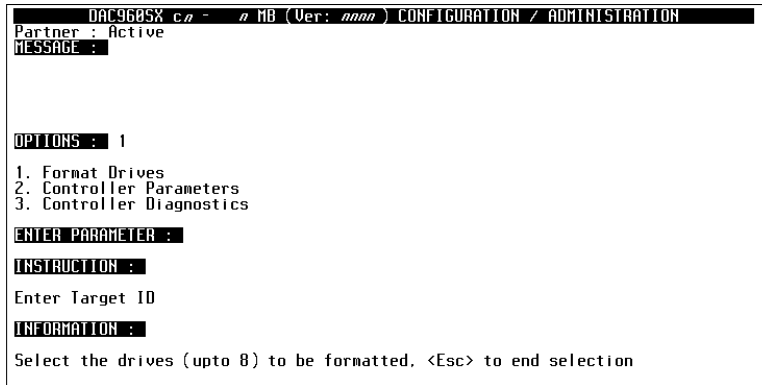 DAC960SX cn - n MB (Ver: nnnn) CONFIGURATION / ADMINISTRATION
Partner : Active
MESSAGE :
OPTIONS : 1
1. Format Drives
2. Controller Parameters
3. Controller Diagnostics
ENTER PARAMETER :
INSTRUCTION :
Enter Target ID
INFORMATION :
Select the drives (upto 8) to be formatted, <Esc> to end selection